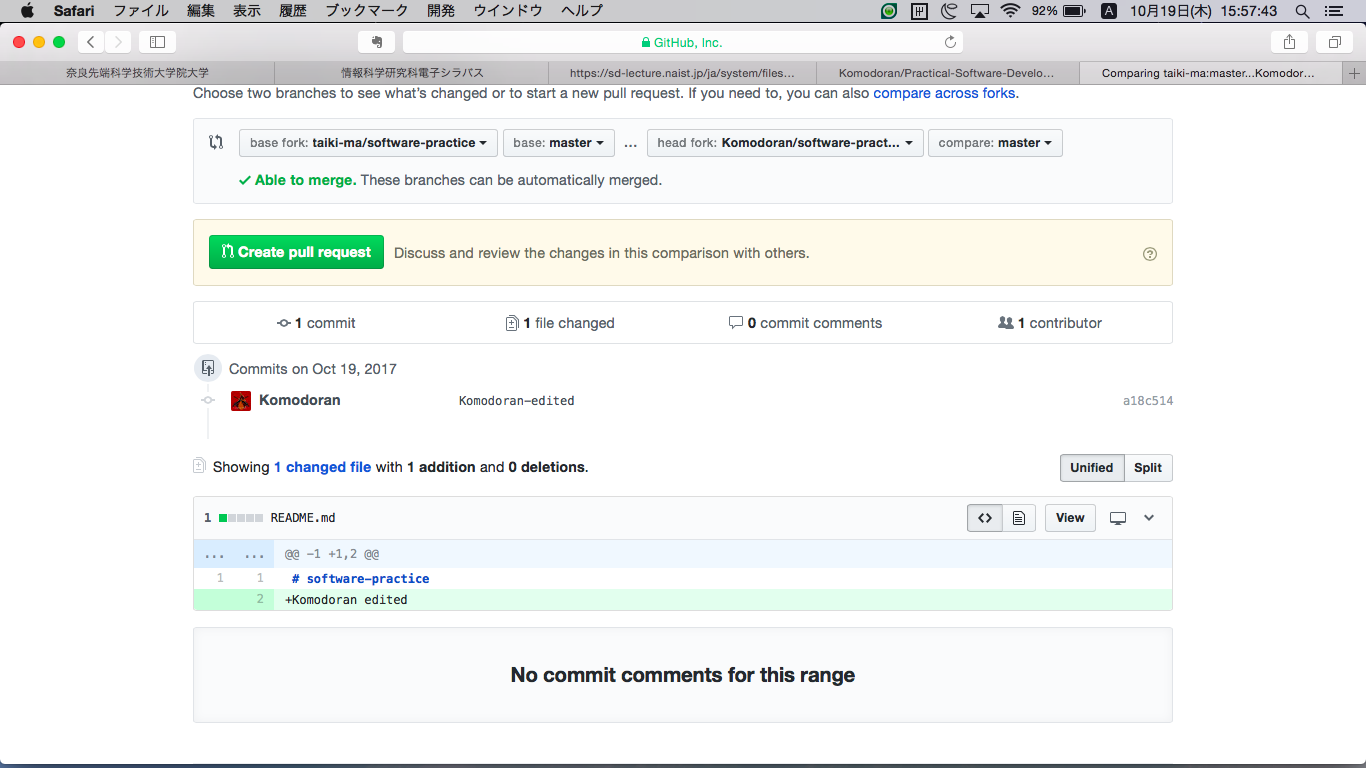 Safari ファイル 編集 表示 履歴 ブックマーク 開発 ウインドウ ヘルプ 92% A 10月19日(木) 15:57:43
GitHub, Inc.
奈良先端科学技術大学院大学 情報科学研究科電子シラバス https://sd-lecture.naist.jp/ja/system/files... Komodoran/Practical-Software-Develo... Comparing taiki-ma:master...Komodor...
Choose two branches to see what's changed or to start a new pull request. If you need to, you can also compare across forks.
base fork: taiki-ma/software-practice base: master ... head fork: Komodoran/software-pract... compare: master
Able to merge. These branches can be automatically merged.
Create pull request Discuss and review the changes in this comparison with others.
1 commit 1 file changed 0 commit comments 1 contributor
Commits on Oct 19, 2017
Komodoran Komodoran-edited a18c514
Showing 1 changed file with 1 addition and 0 deletions.
Unified Split
1 README.md <> View
... ... @@ -1 +1,2 @@
1 1 # software-practice
2 +Komodoran edited
No commit comments for this range